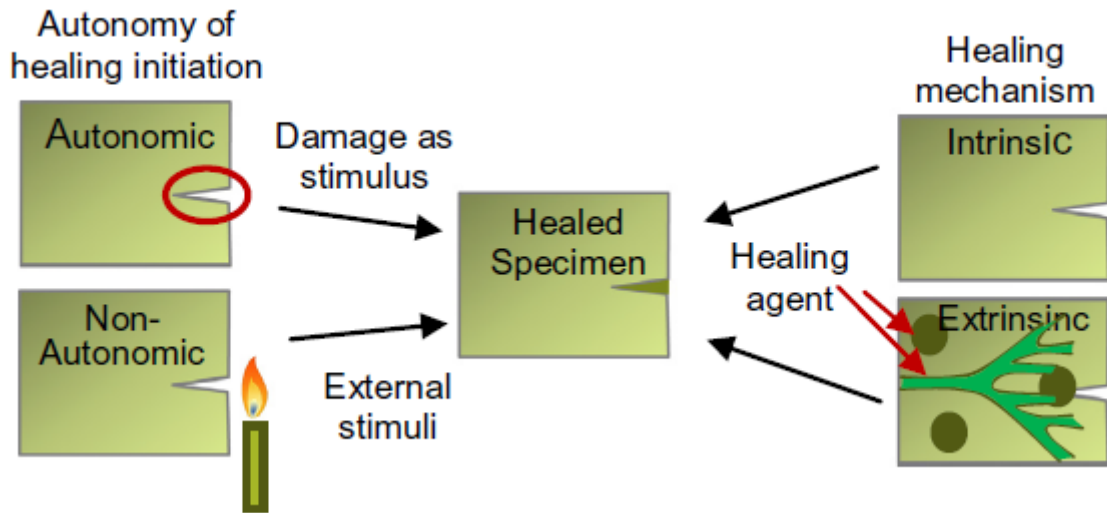 Autonomy of
healing initiation
Autonomic
Damage as
stimulus
Non-
Autonomic
External
stimuli
Healed
Specimen
Healing
mechanism
Intrinsic
Healing
agent
Extrinsinc